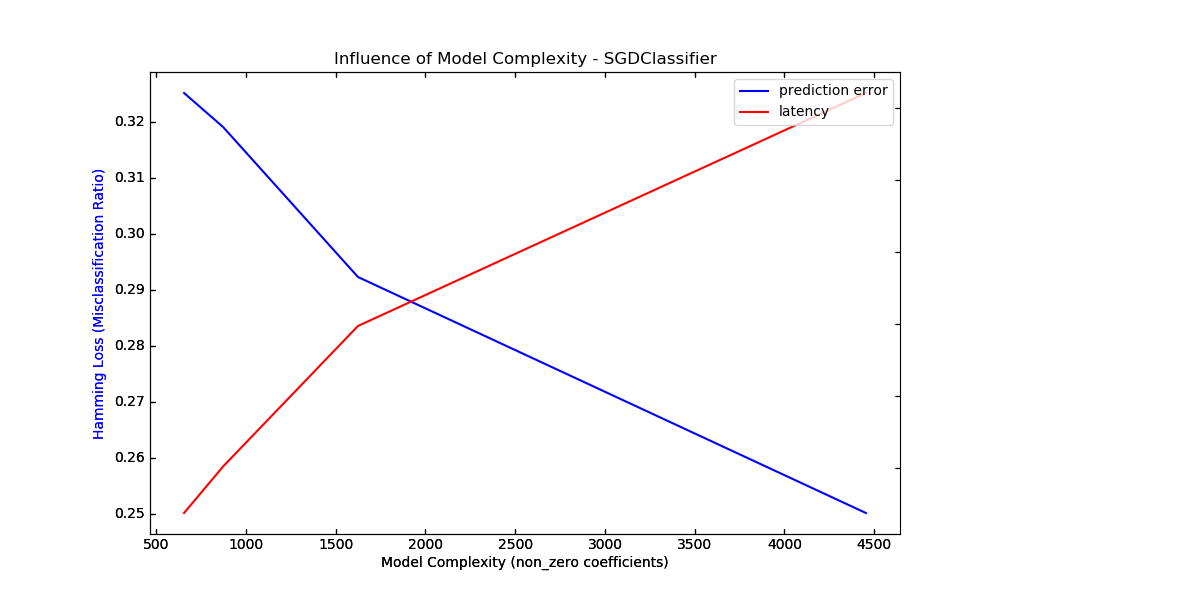 Influence of Model Complexity - SGDClassifier
prediction error
latency
0.32
0.31
0.30
0.29
0.28
0.27
0.26
0.25
Hamming Loss (Misclassification Ratio)
500 1000 1500 2000 2500 3000 3500 4000 4500
Model Complexity (non_zero coefficients)